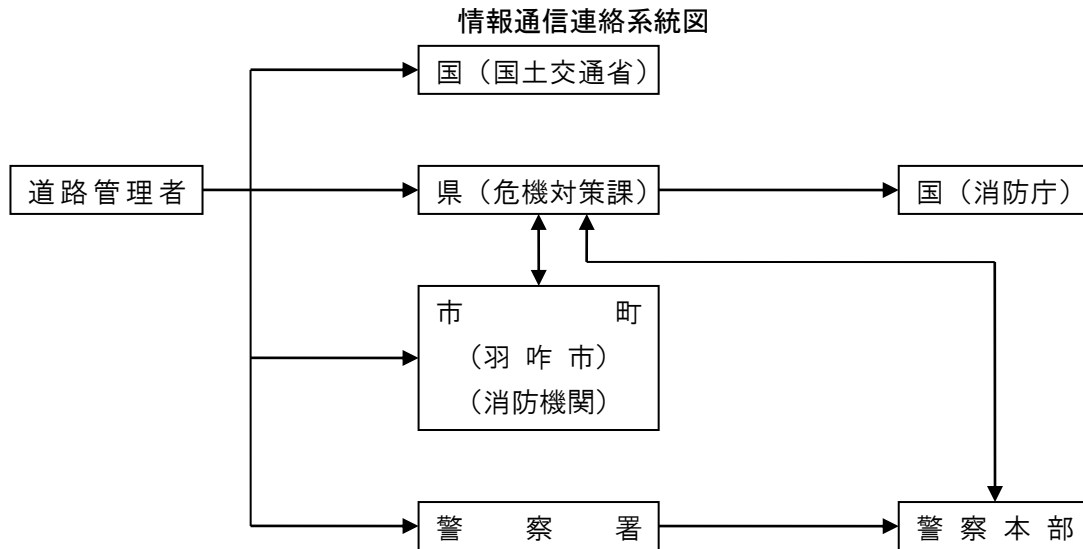 情報通信連絡系統図
国（国土交通省）
道路管理者
県（危機対策課）
国（消防庁）
市町
（羽咋市）
（消防機関）
警察署
警察本部